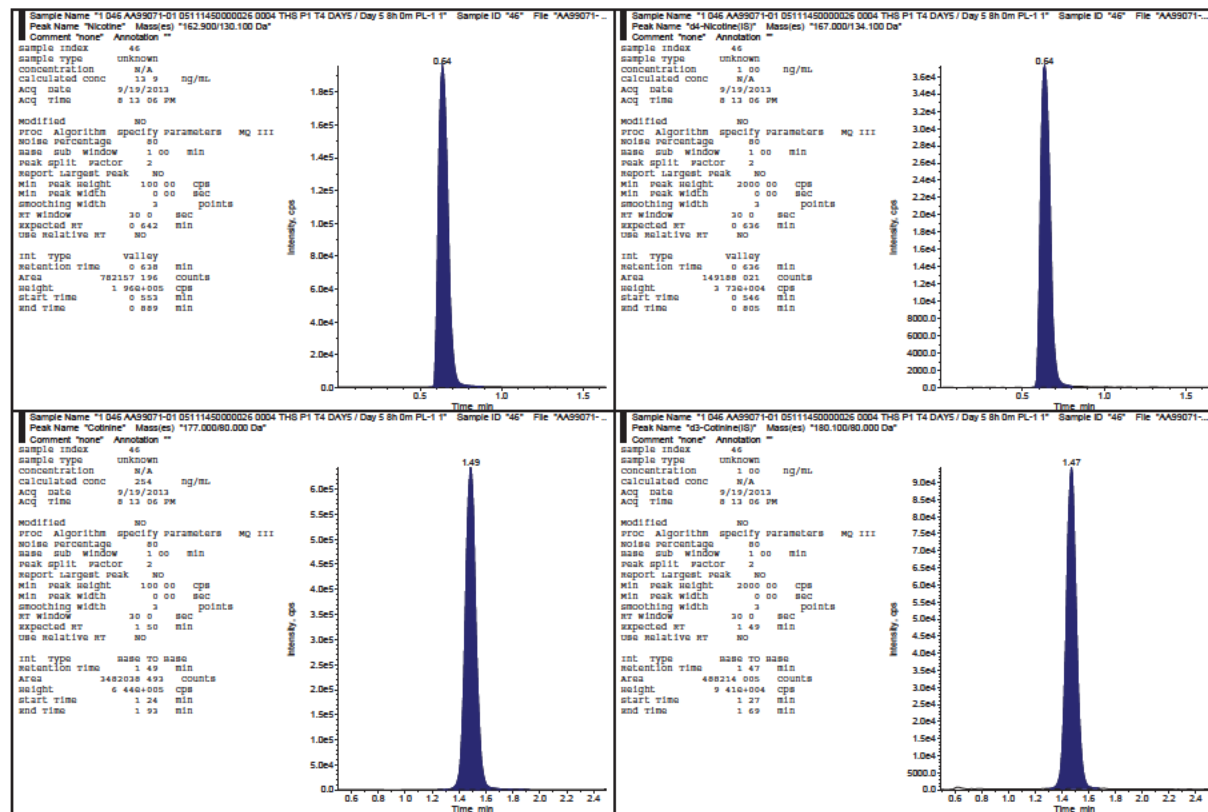 Sample Name "1 046 AA99071-01 05111450000026 0004 THS P1 T4 DAY5 / Day 5 8h 0m PL-1 1" Sample ID "46" File "AA99071-...
Peak Name "Nicotine" Mass(es) "162.900/130.100 Da"
Comment "none" Annotation ""
Sample Index 46
Sample Type Unknown
Concentration N/A
Calculated Conc 13 9 ng/mL
Acq Date 9/19/2013
Acq Time 8 13 06 PM
Modified NO
Proc Algorithm Specify Parameters MQ III
Noise Percentage 80
Base Sub Window 1 00 min
Peak Split Factor 2
Report Largest Peak NO
Min Peak Height 100 00 cps
Min Peak Width 0 00 sec
Smoothing Width 3 points
RT Window 30 0 sec
Expected RT 0 642 min
Use Relative RT NO
Int Type Valley
Retention Time 0 638 min
Area 782157 196 counts
Height 1 96e+005 cps
Start Time 0 553 min
End Time 0 889 min
0.64
Intensity, cps
1.8e5
1.6e5
1.4e5
1.2e5
1.0e5
8.0e4
6.0e4
4.0e4
2.0e4
0.0
0.5 1.0 1.5
Time min
Sample Name "1 046 AA99071-01 05111450000026 0004 THS P1 T4 DAY5 / Day 5 8h 0m PL-1 1" Sample ID "46" File "AA99071-...
Peak Name "d4-Nicotine(IS)" Mass(es) "167.000/134.100 Da"
Comment "none" Annotation ""
Sample Index 46
Sample Type Unknown
Concentration 1 00 ng/mL
Calculated Conc N/A
Acq Date 9/19/2013
Acq Time 8 13 06 PM
Modified NO
Proc Algorithm Specify Parameters MQ III
Noise Percentage 80
Base Sub Window 1 00 min
Peak Split Factor 2
Report Largest Peak NO
Min Peak Height 2000 00 cps
Min Peak Width 0 00 sec
Smoothing Width 3 points
RT Window 30 0 sec
Expected RT 0 636 min
Use Relative RT NO
Int Type Valley
Retention Time 0 636 min
Area 149188 021 counts
Height 3 73e+004 cps
Start Time 0 546 min
End Time 0 805 min
0.64
Intensity, cps
3.6e4
3.4e4
3.2e4
3.0e4
2.8e4
2.6e4
2.4e4
2.2e4
2.0e4
1.8e4
1.6e4
1.4e4
1.2e4
1.0e4
8000.0
6000.0
4000.0
2000.0
0.0
0.5 1.0 1.5
Time min
Sample Name "1 046 AA99071-01 05111450000026 0004 THS P1 T4 DAY5 / Day 5 8h 0m PL-1 1" Sample ID "46" File "AA99071-...
Peak Name "Cotinine" Mass(es) "177.000/80.000 Da"
Comment "none" Annotation ""
Sample Index 46
Sample Type Unknown
Concentration N/A
Calculated Conc 254 ng/mL
Acq Date 9/19/2013
Acq Time 8 13 06 PM
Modified NO
Proc Algorithm Specify Parameters MQ III
Noise Percentage 80
Base Sub Window 1 00 min
Peak Split Factor 2
Report Largest Peak NO
Min Peak Height 100 00 cps
Min Peak Width 0 00 sec
Smoothing Width 3 points
RT Window 30 0 sec
Expected RT 1 50 min
Use Relative RT NO
Int Type Base To Base
Retention Time 1 49 min
Area 3482038 493 counts
Height 6 44e+005 cps
Start Time 1 24 min
End Time 1 93 min
1.49
Intensity, cps
6.0e5
5.5e5
5.0e5
4.5e5
4.0e5
3.5e5
3.0e5
2.5e5
2.0e5
1.5e5
1.0e5
5.0e4
0.0
0.6 0.8 1.0 1.2 1.4 1.6 1.8 2.0 2.2 2.4
Time min
Sample Name "1 046 AA99071-01 05111450000026 0004 THS P1 T4 DAY5 / Day 5 8h 0m PL-1 1" Sample ID "46" File "AA99071-...
Peak Name "d3-Cotinine(IS)" Mass(es) "180.100/80.000 Da"
Comment "none" Annotation ""
Sample Index 46
Sample Type Unknown
Concentration 1 00 ng/mL
Calculated Conc N/A
Acq Date 9/19/2013
Acq Time 8 13 06 PM
Modified NO
Proc Algorithm Specify Parameters MQ III
Noise Percentage 80
Base Sub Window 1 00 min
Peak Split Factor 2
Report Largest Peak NO
Min Peak Height 2000 00 cps
Min Peak Width 0 00 sec
Smoothing Width 3 points
RT Window 30 0 sec
Expected RT 1 49 min
Use Relative RT NO
Int Type Base To Base
Retention Time 1 47 min
Area 488214 005 counts
Height 9 41e+004 cps
Start Time 1 27 min
End Time 1 69 min
1.47
Intensity, cps
9.0e4
8.5e4
8.0e4
7.5e4
7.0e4
6.5e4
6.0e4
5.5e4
5.0e4
4.5e4
4.0e4
3.5e4
3.0e4
2.5e4
2.0e4
1.5e4
1.0e4
5000.0
0.0
0.6 0.8 1.0 1.2 1.4 1.6 1.8 2.0 2.2 2.4
Time min